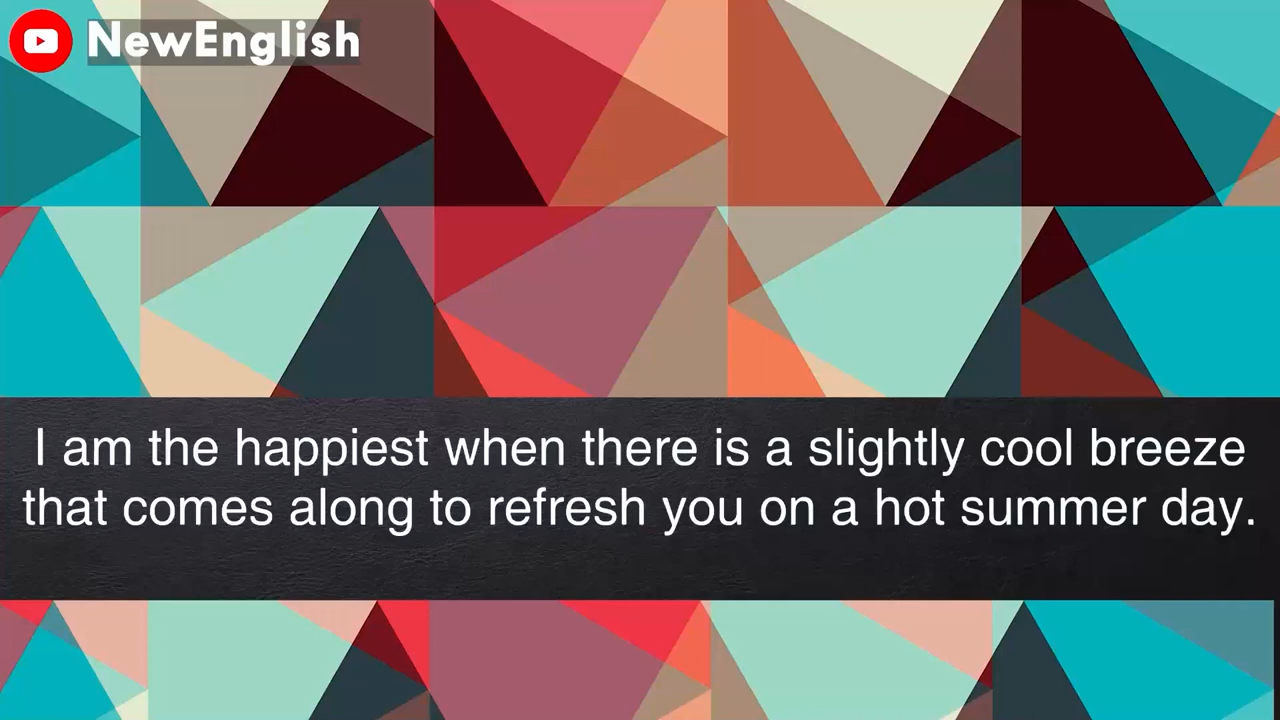 NewEnglish
I am the happiest when there is a slightly cool breeze
that comes along to refresh you on a hot summer day.